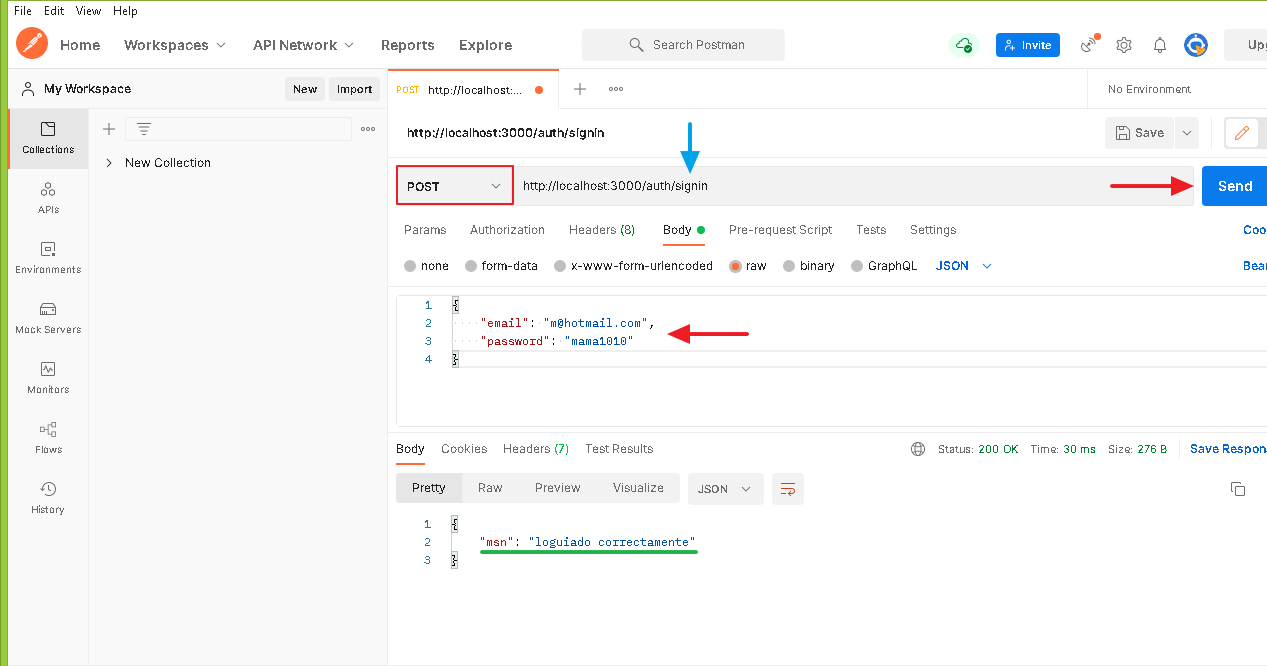 File Edit View Help
Home Workspaces API Network Reports Explore Search Postman Invite Upg
My Workspace New Import POST http://localhost:... No Environment
Collections
APIs
Environments
Mock Servers
Monitors
Flows
History
New Collection
http://localhost:3000/auth/signin Save
POST http://localhost:3000/auth/signin Send
Params Authorization Headers (8) Body Pre-request Script Tests Settings Coo
none form-data x-www-form-urlencoded raw binary GraphQL JSON Bea
1 {
2 "email": "m@hotmail.com",
3 "password": "mama1010"
4 }
Body Cookies Headers (7) Test Results Status: 200 OK Time: 30 ms Size: 276 B Save Respon
Pretty Raw Preview Visualize JSON
1 {
2 "msn": "loguiado correctamente"
3 }